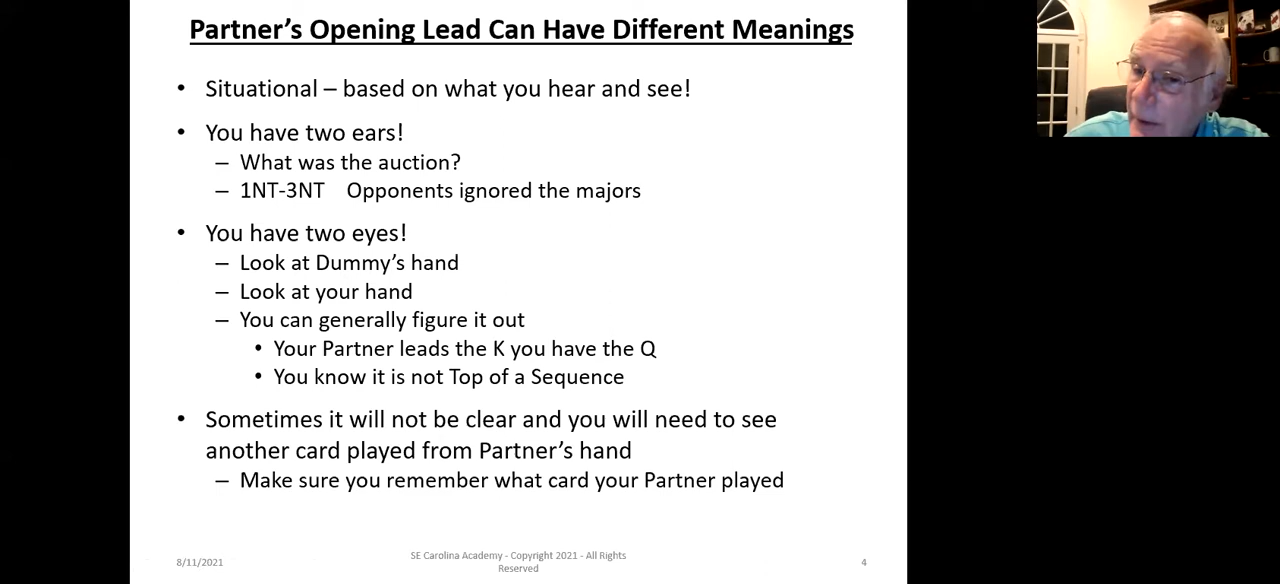 Partner's Opening Lead Can Have Different Meanings
• Situational – based on what you hear and see!
• You have two ears!
– What was the auction?
– 1NT-3NT Opponents ignored the majors
• You have two eyes!
– Look at Dummy's hand
– Look at your hand
– You can generally figure it out
• Your Partner leads the K you have the Q
• You know it is not Top of a Sequence
• Sometimes it will not be clear and you will need to see
another card played from Partner's hand
– Make sure you remember what card your Partner played
8/11/2021
SE Carolina Academy - Copyright 2021 - All Rights
Reserved
4